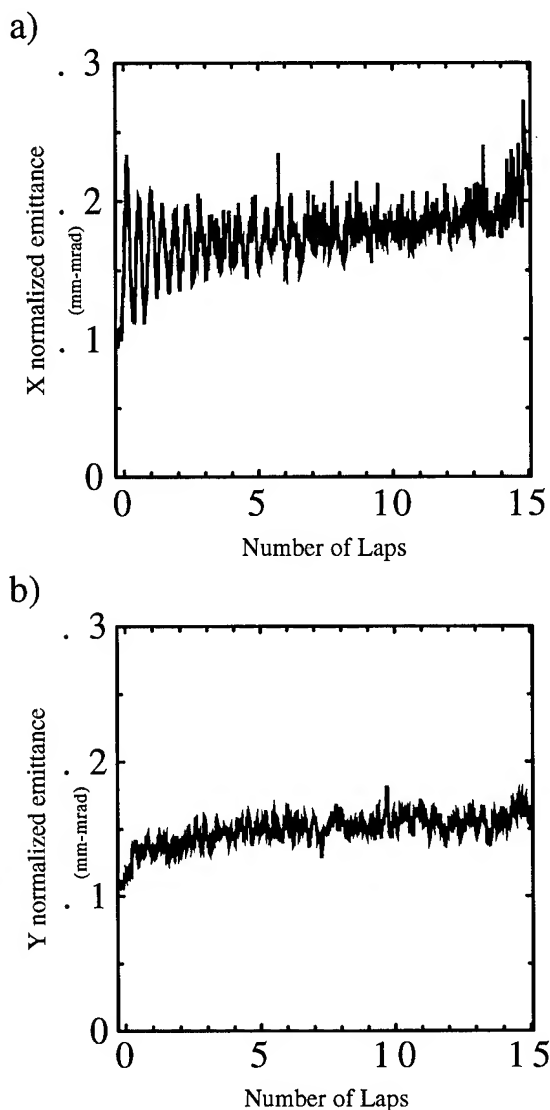 a)
. 3
. 2
. 1
0
X normalized emittance
(mm-mrad)
0 5 10 15
Number of Laps
b)
. 3
. 2
. 1
0
Y normalized emittance
(mm-mrad)
0 5 10 15
Number of Laps